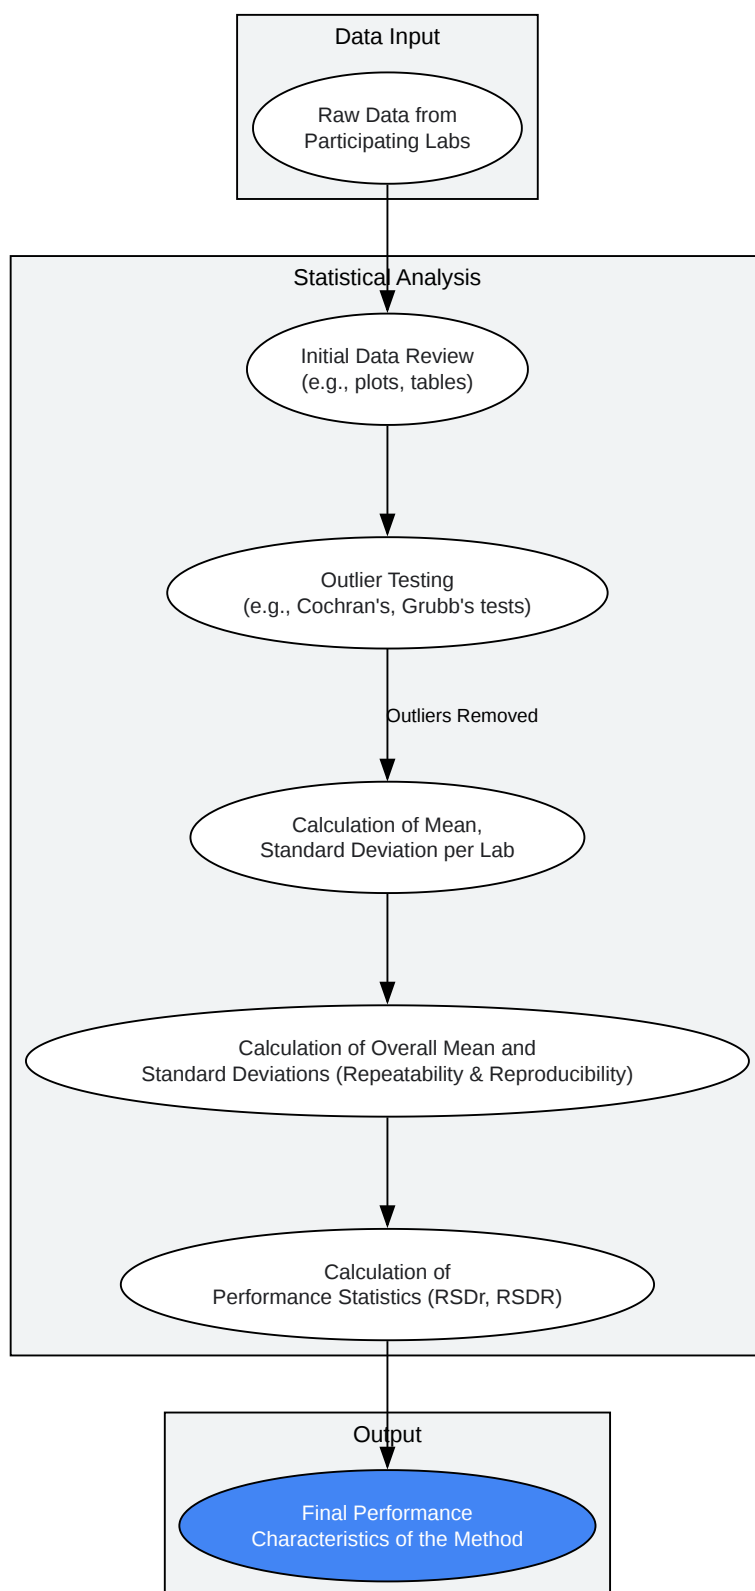 Data Input
Raw Data from
Participating Labs
Statistical Analysis
Initial Data Review
(e.g., plots, tables)
Outlier Testing
(e.g., Cochran's, Grubb's tests)
Outliers Removed
Calculation of Mean,
Standard Deviation per Lab
Calculation of Overall Mean and
Standard Deviations (Repeatability & Reproducibility)
Calculation of
Performance Statistics (RSDr, RSDR)
Output
Final Performance
Characteristics of the Method